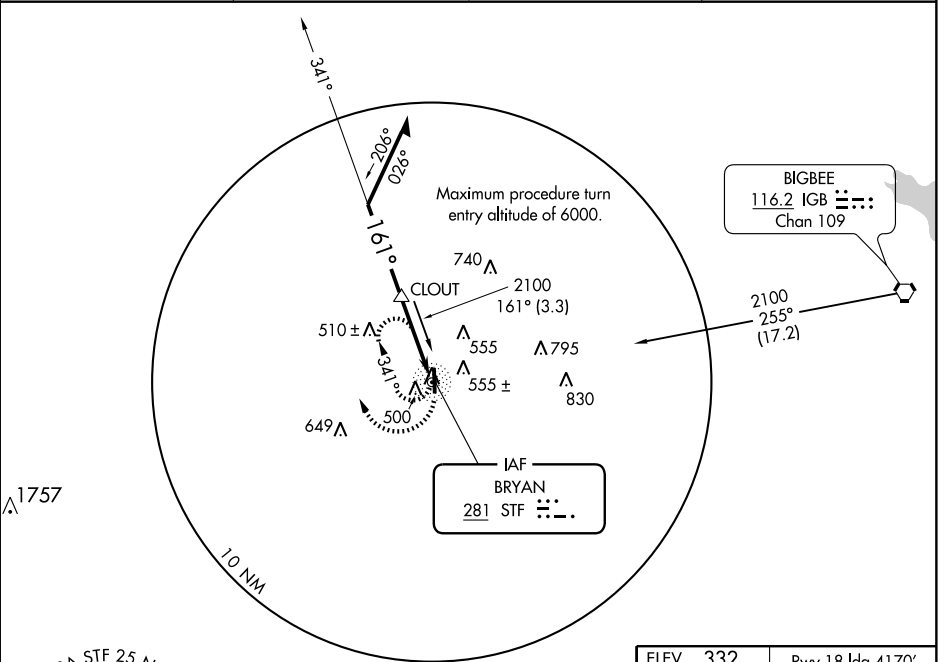 341°
206°
026°
Maximum procedure turn
entry altitude of 6000.
BIGBEE
116.2 IGB
Chan 109
161°
740
CLOUT
2100
161° (3.3)
2100
255°
(17.2)
510 ±
555
795
341°
555 ±
500
830
649
IAF
BRYAN
281 STF
1757
10 NM
STF 25
ELEV 332
Rwy 18 ldg 4170'